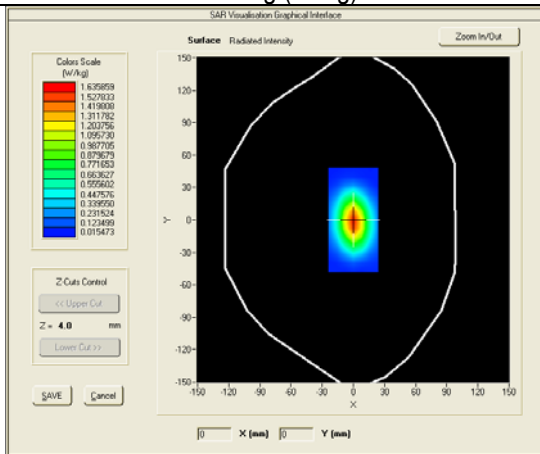 SAR Visualisation Graphical Interface
Surface Radiated Intensity
Zoom In/Out
Colors Scale
(W/kg)
1.635859
1.527833
1.419808
1.311782
1.203756
1.095730
0.987705
0.879679
0.771653
0.663627
0.555602
0.447576
0.339550
0.231524
0.123499
0.015473
Z Cuts Control
<< Upper Cut
Z = 4.0 mm
Lower Cut >>
SAVE Cancel
150-
120-
90-
60-
30-
0-
-30-
-60-
-90-
-120-
-150-
Y
-150 -120 -90 -60 -30 0 30 60 90 120 150
X
0 X (mm) 0 Y (mm)